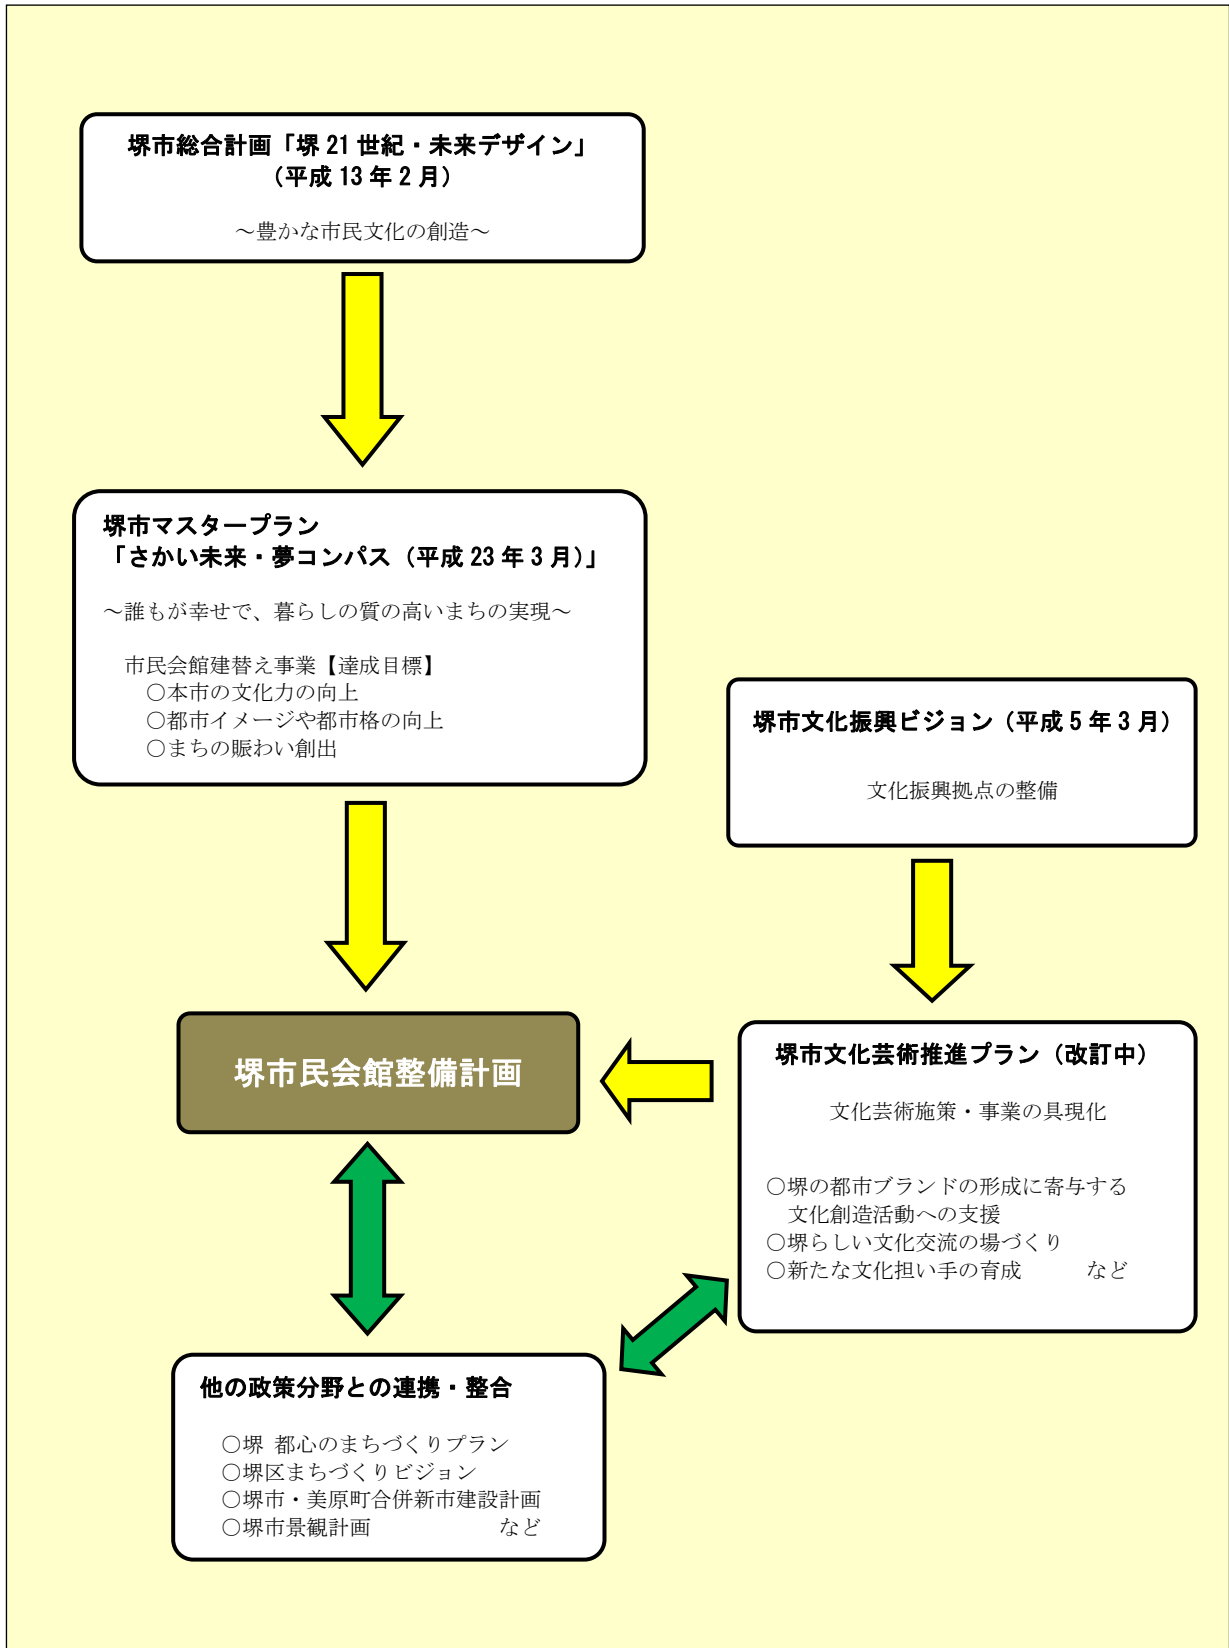 堺市総合計画「堺 21 世紀・未来デザイン」
（平成 13 年 2 月）
～豊かな市民文化の創造～
堺市マスタープラン
「さかい未来・夢コンパス（平成 23 年 3 月）」
～誰もが幸せで、暮らしの質の高いまちの実現～
市民会館建替え事業【達成目標】
○本市の文化力の向上
○都市イメージや都市格の向上
○まちの賑わい創出
堺市文化振興ビジョン（平成 5 年 3 月）
文化振興拠点の整備
堺市民会館整備計画
堺市文化芸術推進プラン（改訂中）
文化芸術施策・事業の具現化
○堺の都市ブランドの形成に寄与する
文化創造活動への支援
○堺らしい文化交流の場づくり
○新たな文化担い手の育成　　　など
他の政策分野との連携・整合
○堺 都心のまちづくりプラン
○堺区まちづくりビジョン
○堺市・美原町合併新市建設計画
○堺市景観計画　　　　　　など